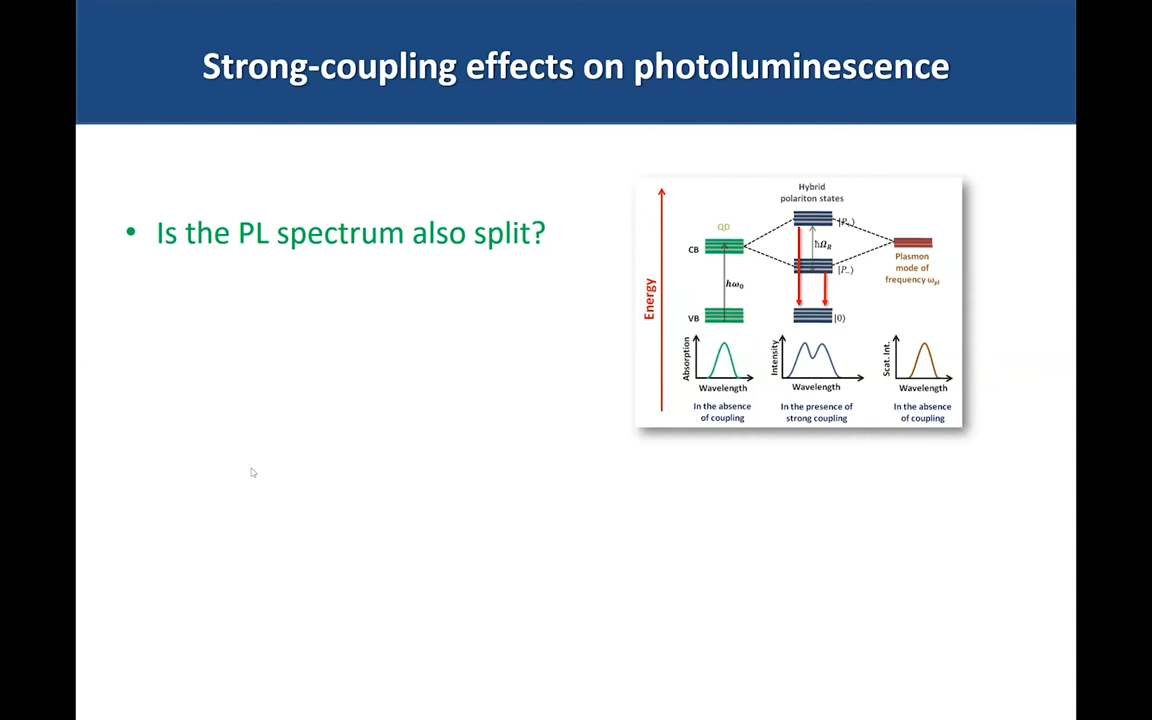 Strong-coupling effects on photoluminescence
• Is the PL spectrum also split?
Hybrid
polariton states
QD
|P₊⟩
CB
ħΩ_R
Plasmon
mode of
frequency ω_pl
|P₋⟩
ħω₀
Energy
VB
|0⟩
Absorption
Intensity
Scat. Int.
Wavelength
Wavelength
Wavelength
In the absence
of coupling
In the presence of
strong coupling
In the absence
of coupling